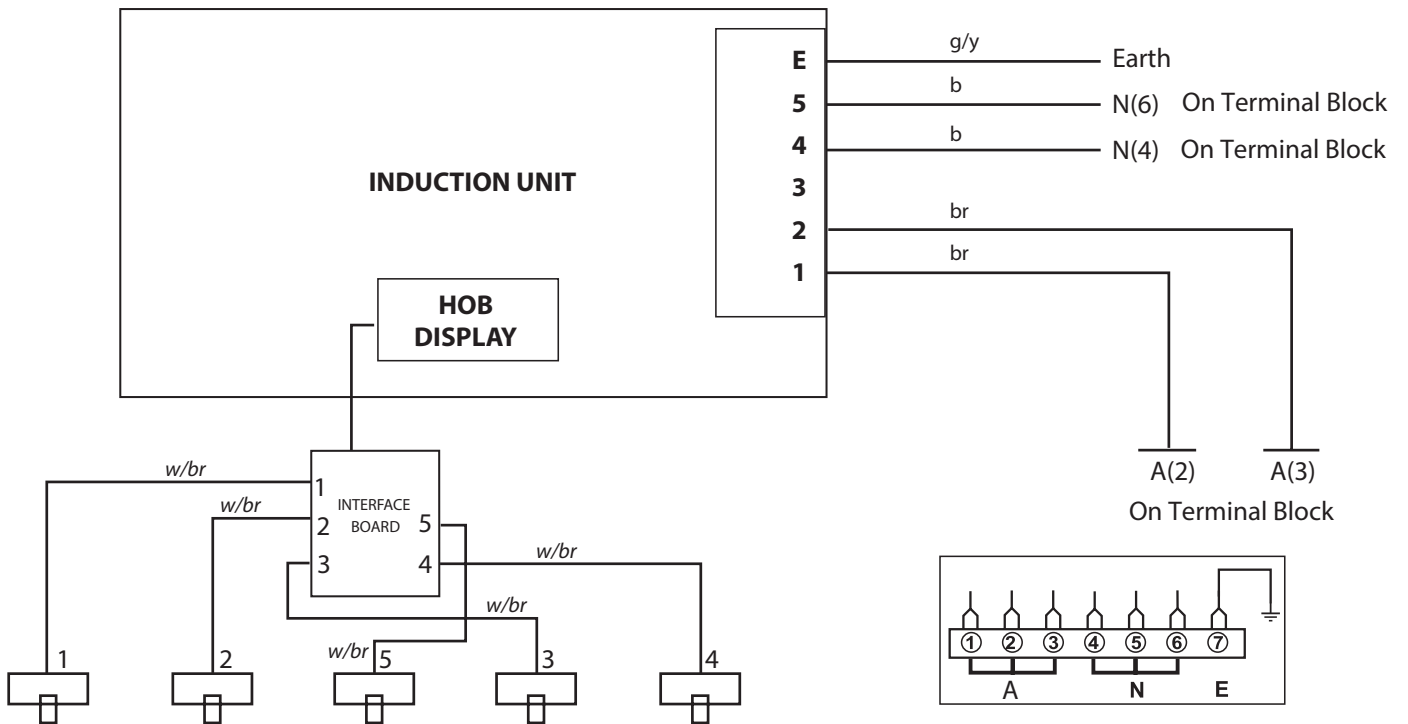 E g/y Earth
5 b N(6) On Terminal Block
4 b N(4) On Terminal Block
INDUCTION UNIT
3
2 br
1 br
HOB
DISPLAY
A(2) A(3)
On Terminal Block
w/br
1
w/br
2
INTERFACE
BOARD
5
3
4
w/br
w/br
w/br
1 2 5 3 4
1 2 3 4 5 6 7
A N E